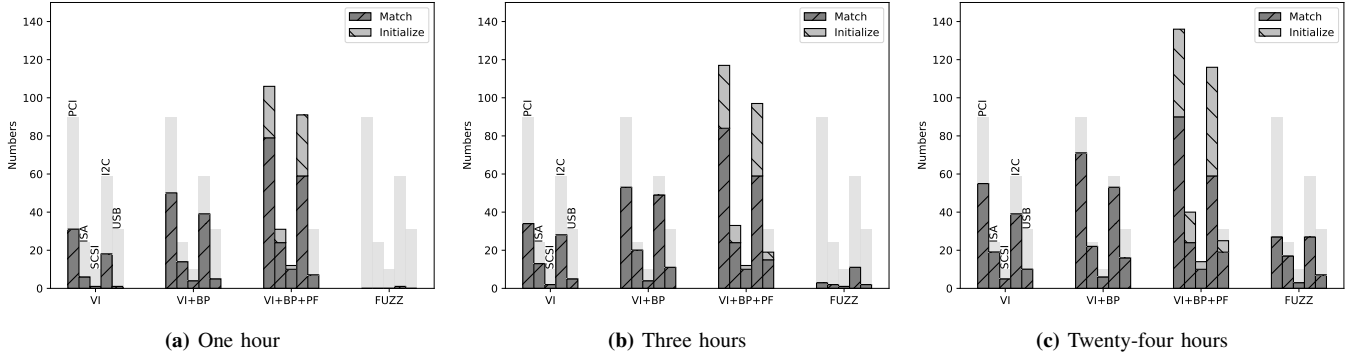 140
120
100
80
60
40
20
0
Numbers
Match
Initialize
PCI
ISA
SCSI
I2C
USB
VI
VI+BP
VI+BP+PF
FUZZ
(a) One hour
140
120
100
80
60
40
20
0
Numbers
Match
Initialize
PCI
ISA
SCSI
I2C
USB
VI
VI+BP
VI+BP+PF
FUZZ
(b) Three hours
140
120
100
80
60
40
20
0
Numbers
Match
Initialize
PCI
ISA
SCSI
I2C
USB
VI
VI+BP
VI+BP+PF
FUZZ
(c) Twenty-four hours